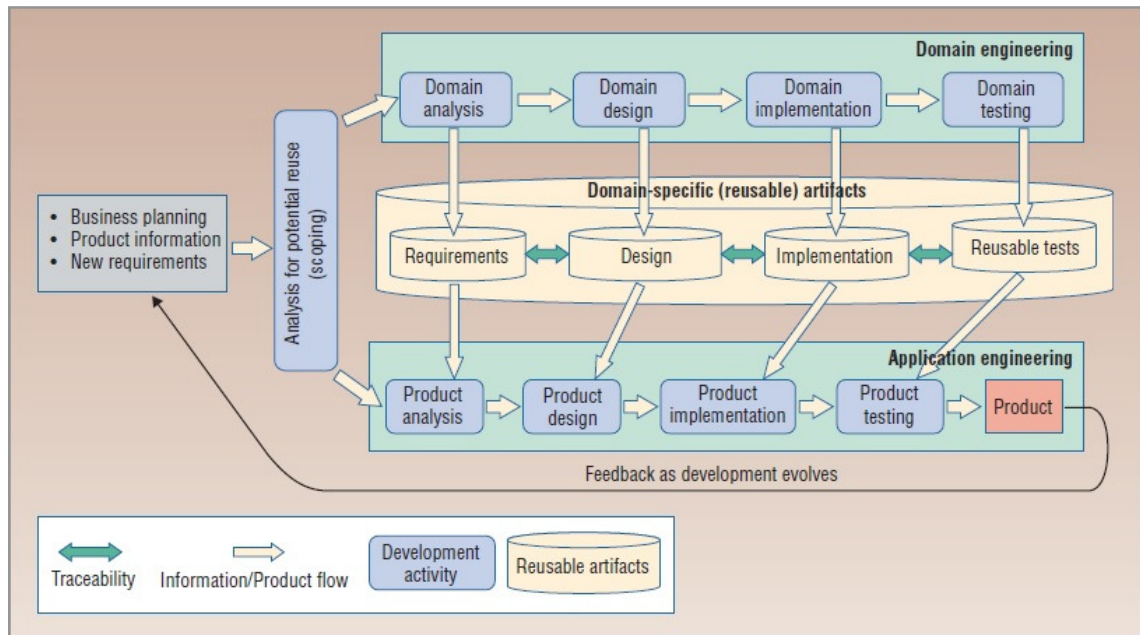 Domain engineering
Domain
analysis
Domain
design
Domain
implementation
Domain
testing
Analysis for potential reuse
(scoping)
• Business planning
• Product information
• New requirements
Domain-specific (reusable) artifacts
Requirements
Design
Implementation
Reusable tests
Application engineering
Product
analysis
Product
design
Product
implementation
Product
testing
Product
Feedback as development evolves
Traceability
Information/Product flow
Development
activity
Reusable artifacts